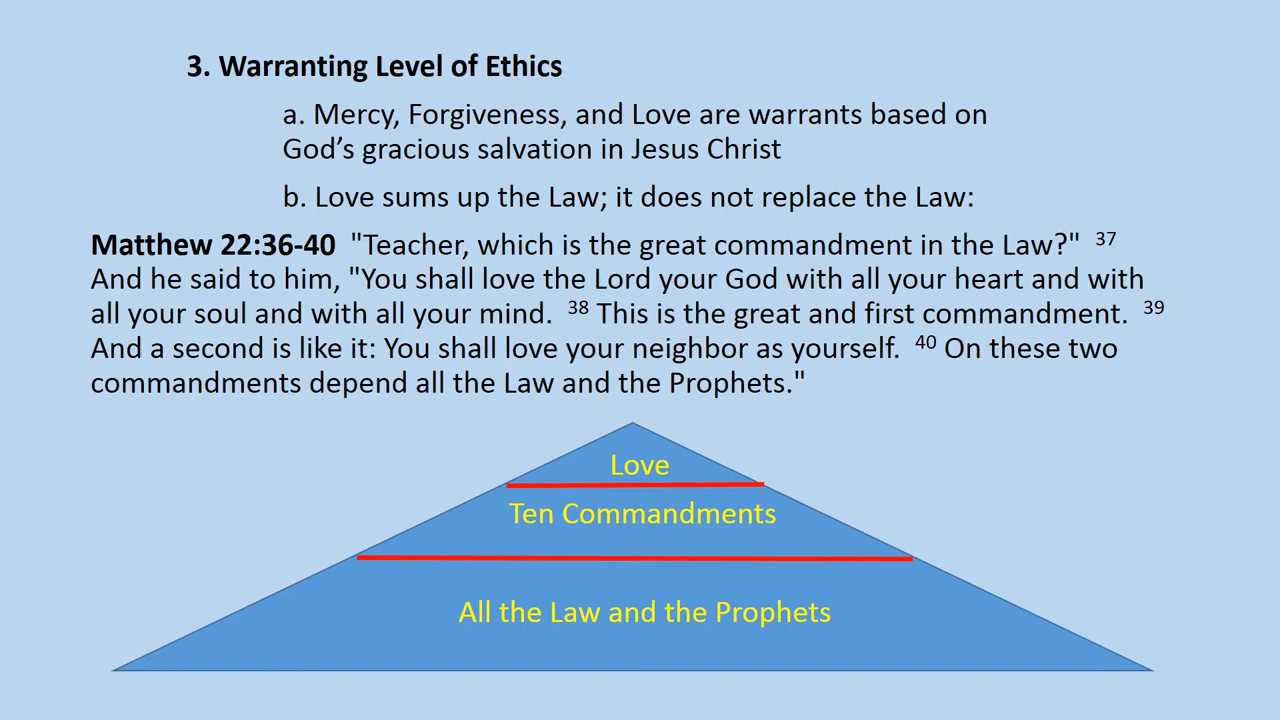 3. Warranting Level of Ethics
a. Mercy, Forgiveness, and Love are warrants based on
God’s gracious salvation in Jesus Christ
b. Love sums up the Law; it does not replace the Law:
Matthew 22:36-40 "Teacher, which is the great commandment in the Law?" 37
And he said to him, "You shall love the Lord your God with all your heart and with
all your soul and with all your mind. 38 This is the great and first commandment. 39
And a second is like it: You shall love your neighbor as yourself. 40 On these two
commandments depend all the Law and the Prophets."
Love
Ten Commandments
All the Law and the Prophets